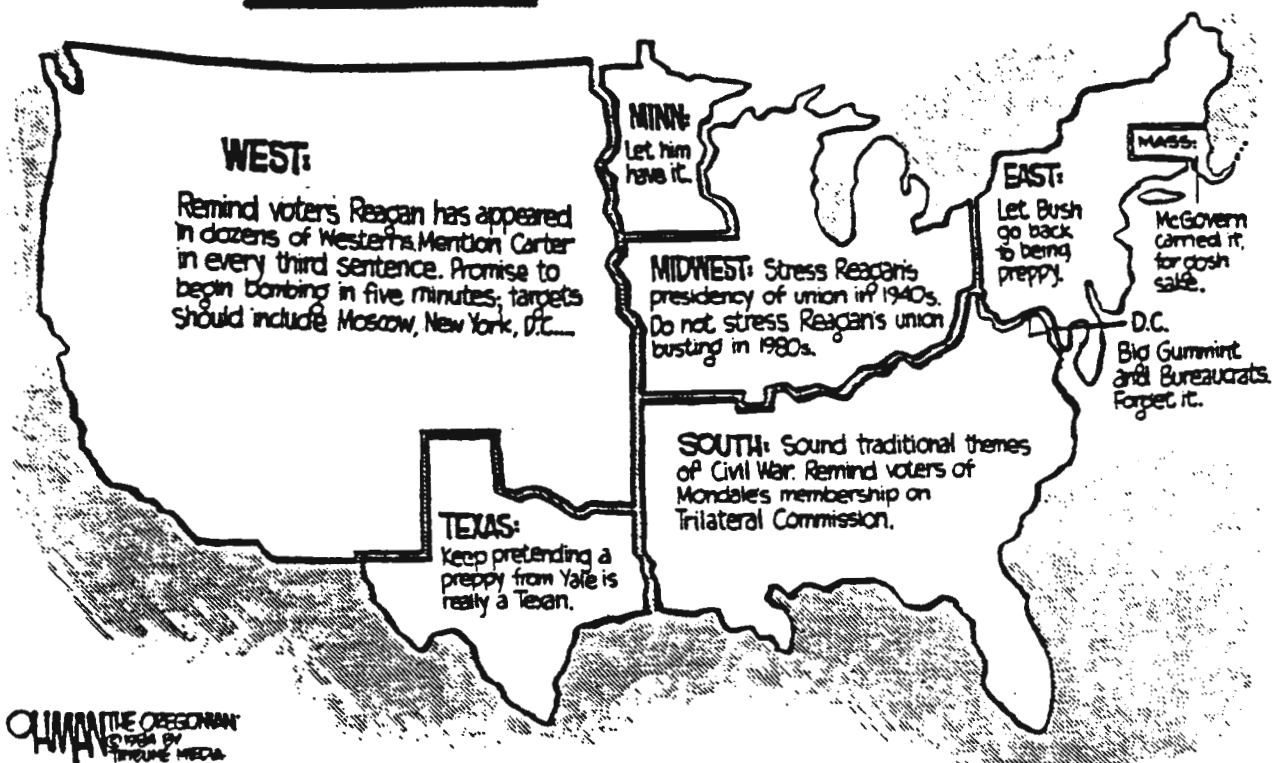 WEST:
Remind voters Reagan has appeared
in dozens of Westerns. Mention Carter
in every third sentence. Promise to
begin bombing in five minutes; targets
should include Moscow, New York, D.C.....
MINN:
Let him
have it.
MIDWEST: Stress Reagan's
presidency of union in 1940s.
Do not stress Reagan's union
busting in 1980s.
EAST:
Let Bush
go back
to being
preppy.
MASS:
McGovern
carried it,
for gosh
sake.
D.C.
Big Gummint
and Bureaucrats.
Forget it.
SOUTH: Sound traditional themes
of Civil War. Remind voters of
Mondale's membership on
Trilateral Commission.
TEXAS:
Keep pretending a
preppy from Yale is
really a Texan.
OHMAN THE OREGONIAN
©1984 BY
TRIBUNE MEDIA